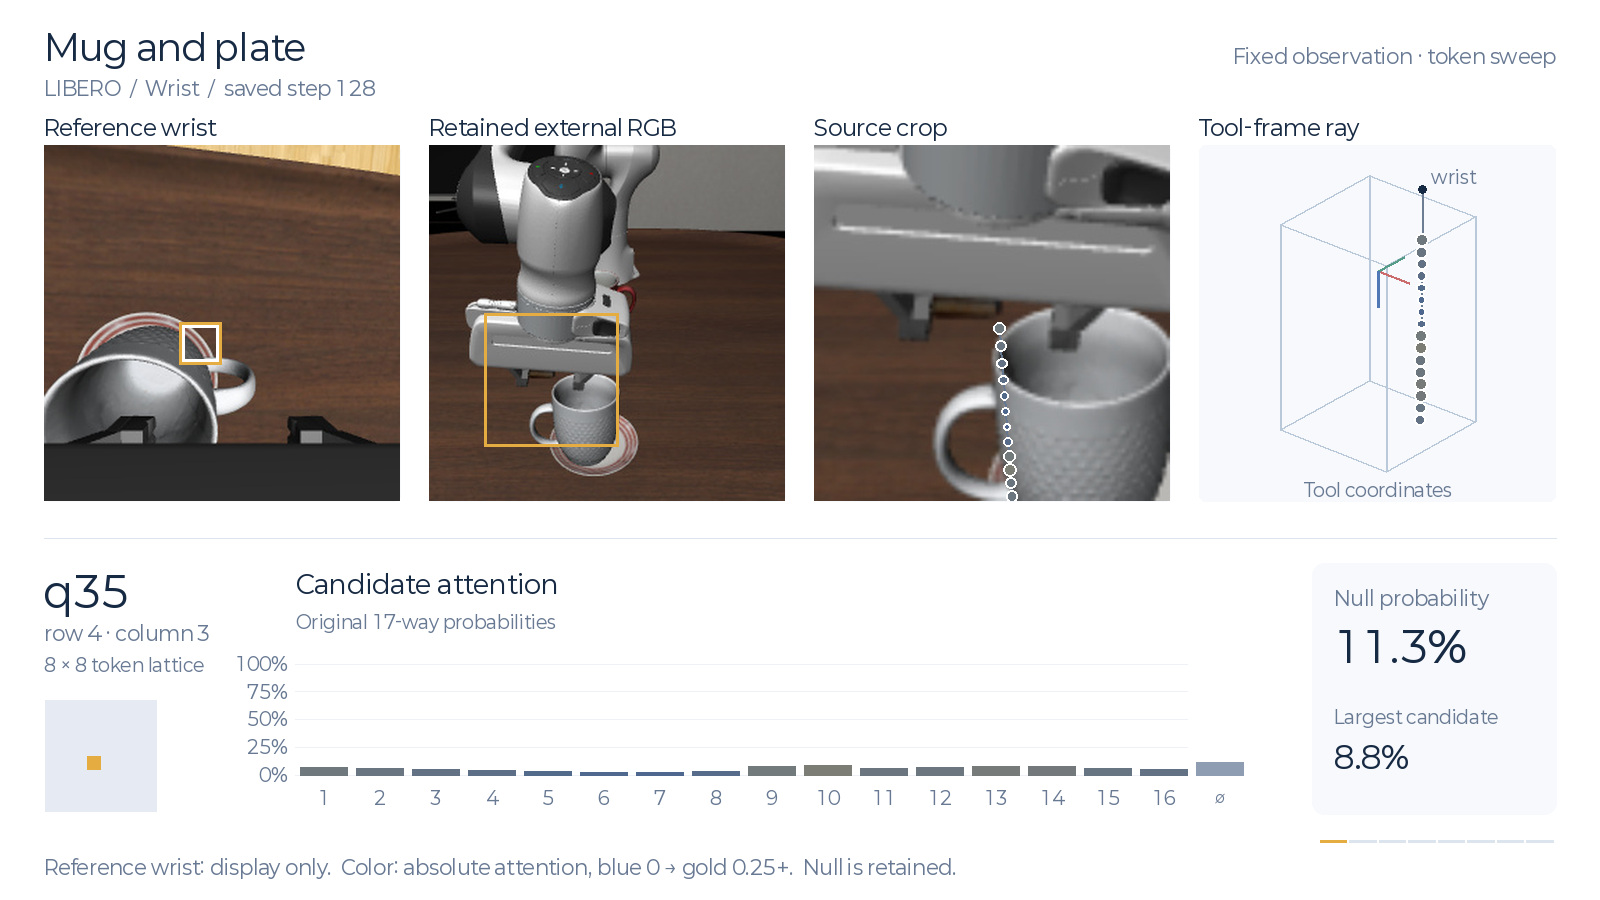 Mug and plate
LIBERO / Wrist / saved step 128
Fixed observation · token sweep
Reference wrist
Retained external RGB
Source crop
Tool-frame ray
wrist
Tool coordinates
q35
row 4 · column 3
8 × 8 token lattice
Candidate attention
Original 17-way probabilities
100%
75%
50%
25%
0%
1 2 3 4 5 6 7 8 9 10 11 12 13 14 15 16 ø
Null probability
11.3%
Largest candidate
8.8%
Reference wrist: display only. Color: absolute attention, blue 0 → gold 0.25+. Null is retained.